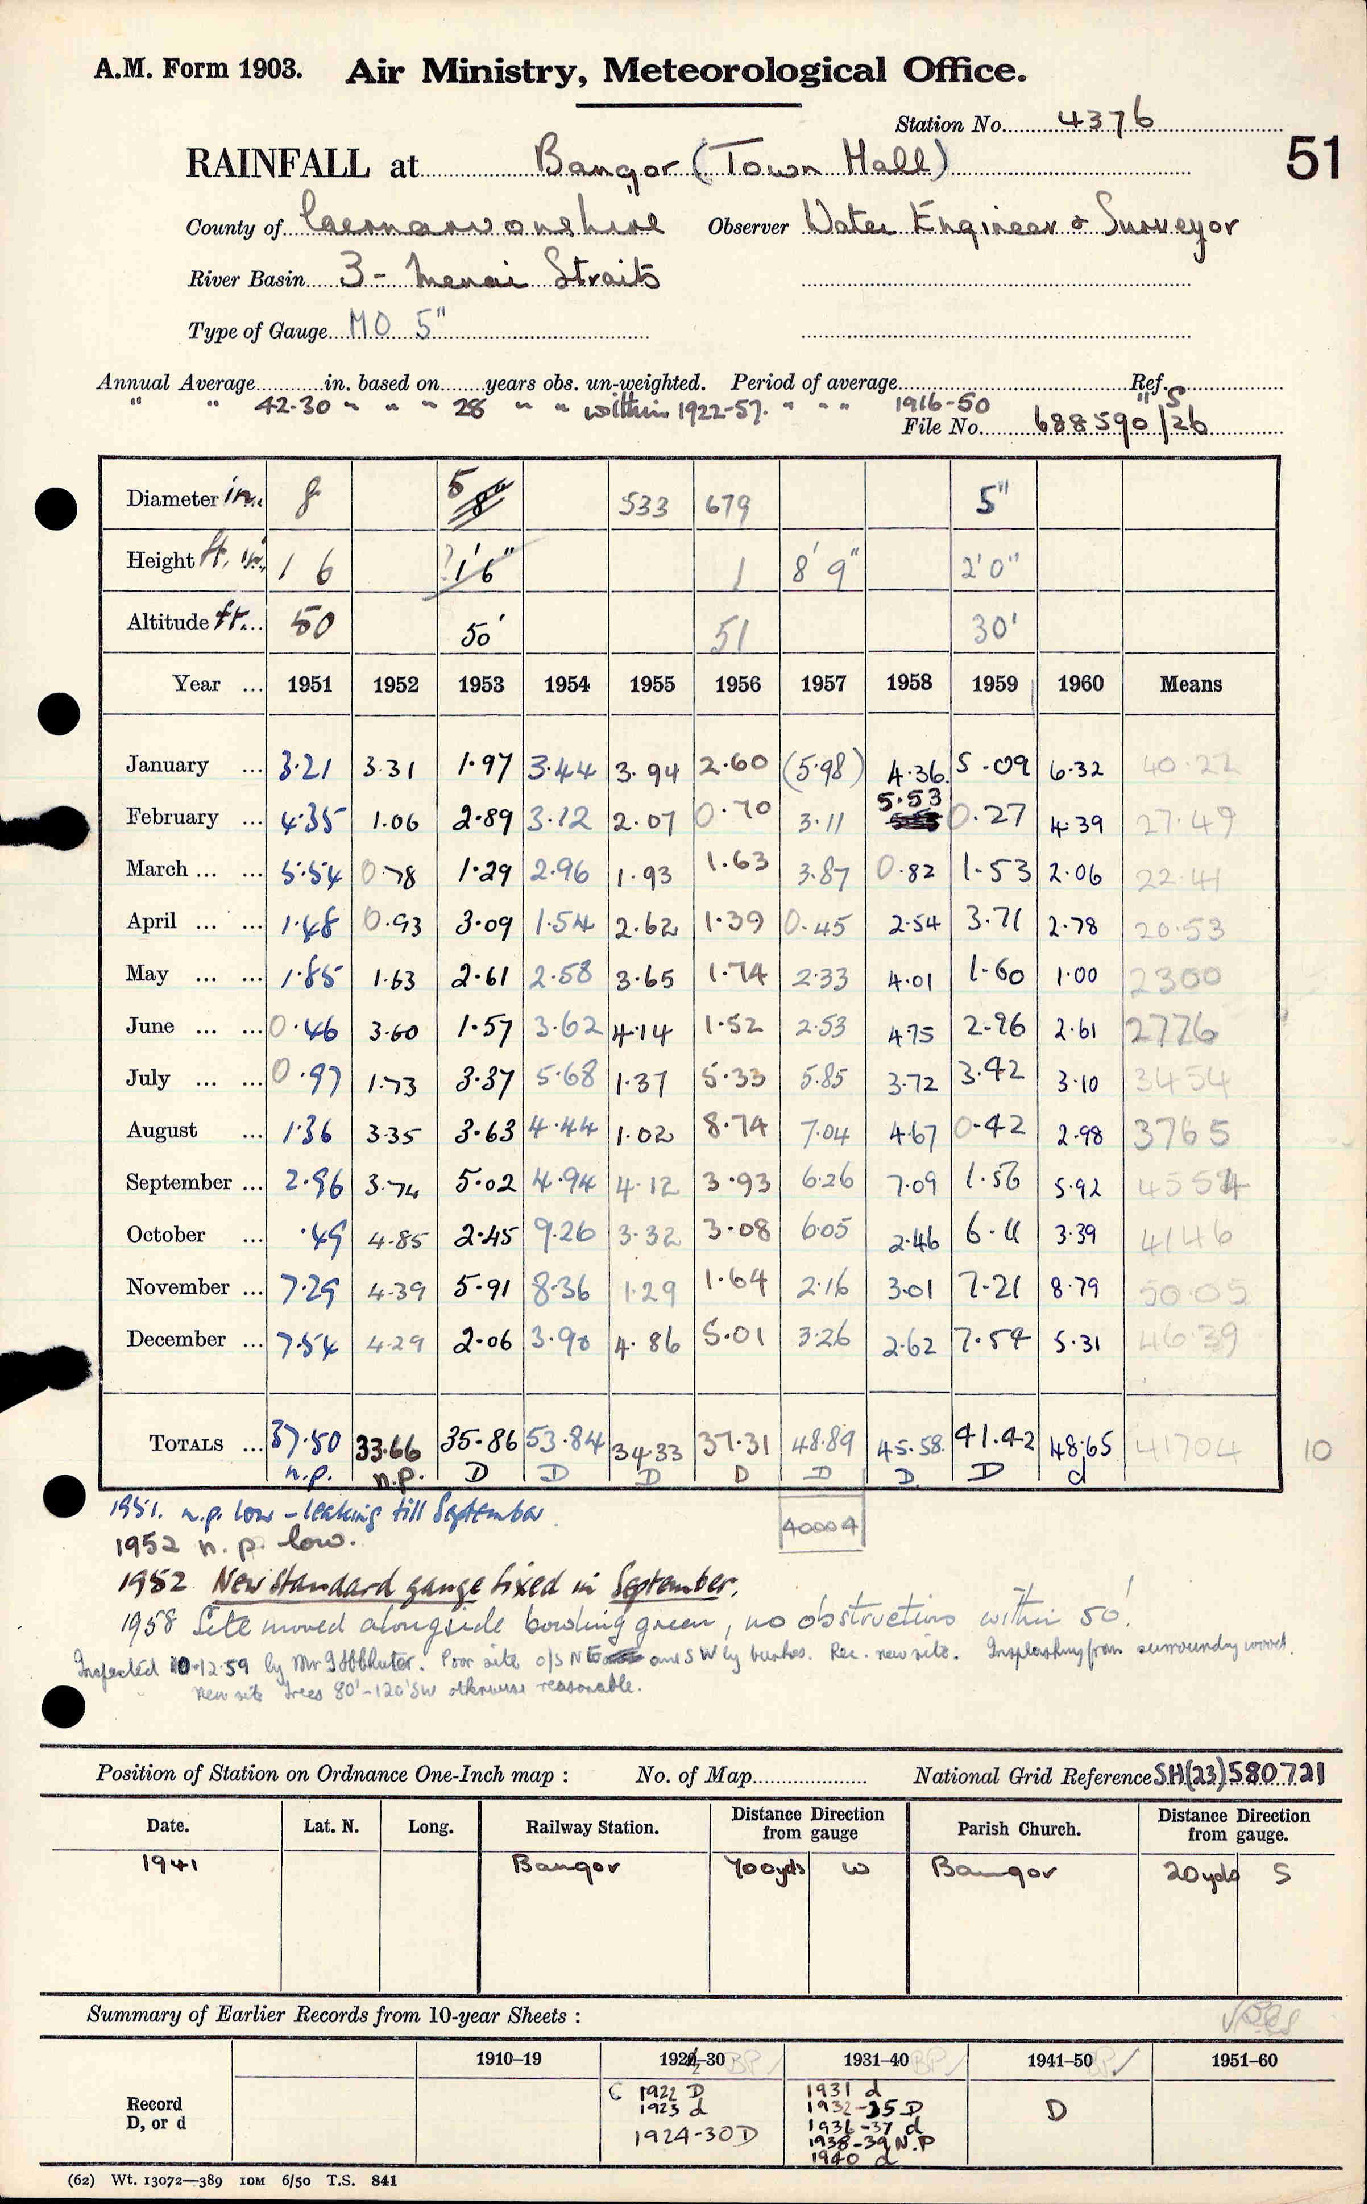 A.M. Form 1903. Air Ministry, Meteorological Office.
Station No. 4376
51
RAINFALL at Bangor (Town Hall)
County of Caernarvonshire Observer Water Engineer & Surveyor
River Basin 3 - Menai Straits
Type of Gauge MO 5"
Annual Average in. based on years obs. un-weighted. Period of average Ref. S
" " 42.30 " " " 28 " " within 1922-57. " " " 1916-50 "
File No. 688590/26
Diameter in. 8 5 8" 533 679 5"
Height ft. in. 1 6 ?1'6" 1 8' 9" 2'0"
Altitude ft. 50 50' 51 30'
Year ... 1951 1952 1953 1954 1955 1956 1957 1958 1959 1960 Means
January ... 3.21 3.31 1.97 3.44 3.94 2.60 (5.98) 4.36 5.09 6.32 40.22
February ... 4.35 1.06 2.89 3.12 2.07 0.70 3.11 5.53 0.27 4.39 27.49
March ... ... 5.54 0.78 1.29 2.96 1.93 1.63 3.87 0.82 1.53 2.06 22.41
April ... ... 1.48 0.93 3.09 1.54 2.62 1.39 0.45 2.54 3.71 2.78 20.53
May ... ... 1.85 1.63 2.61 2.58 3.65 1.74 2.33 4.01 1.60 1.00 2300
June ... ... 0.46 3.60 1.57 3.62 4.14 1.52 2.53 4.75 2.96 2.61 2776
July ... ... 0.97 1.73 3.37 5.68 1.37 5.33 5.85 3.72 3.42 3.10 3454
August ... 1.36 3.35 3.63 4.44 1.02 8.74 7.04 4.67 0.42 2.98 3765
September ... 2.96 3.74 5.02 4.94 4.12 3.93 6.26 7.09 1.56 5.92 4554
October ... .49 4.85 2.45 9.26 3.32 3.08 6.05 2.46 6.11 3.39 4146
November ... 7.29 4.39 5.91 8.36 1.29 1.64 2.16 3.01 7.21 8.79 50.05
December ... 7.54 4.29 2.06 3.90 4.86 5.01 3.26 2.62 7.54 5.31 46.39
TOTALS ... 37.50 33.66 35.86 53.84 34.33 37.31 48.89 45.58 41.42 48.65 41704 10
n.p. n.p. D D D D D D D d
1951. n.p. low - leaking till September
40004
1952 n.p. low.
1952 New standard gauge fixed in September.
1958 Site moved alongside bowling green, no obstructions within 50'.
Inspected 10.12.59 by Mr Poor site o/s NE and SW by bushes. Rec. new site. Insplashing from surrounding wood.
New site trees 80'-120' SW otherwise reasonable.
Position of Station on Ordnance One-Inch map : No. of Map National Grid Reference SH(23)580721
Date. Lat. N. Long. Railway Station. Distance Direction from gauge Parish Church. Distance Direction from gauge.
1941 Bangor 700yds W Bangor 20yds S
Summary of Earlier Records from 10-year Sheets :
1910–19 1922–30 BP 1931–40 BP 1941–50 BP 1951–60
Record D, or d
C 1922 D
1923 d
1924-30 D
1931 d
1932-35 D
1936-37 d
1938-39 N.P
1940 d
D
(62) Wt. 13072—389 10M 6/50 T.S. 841